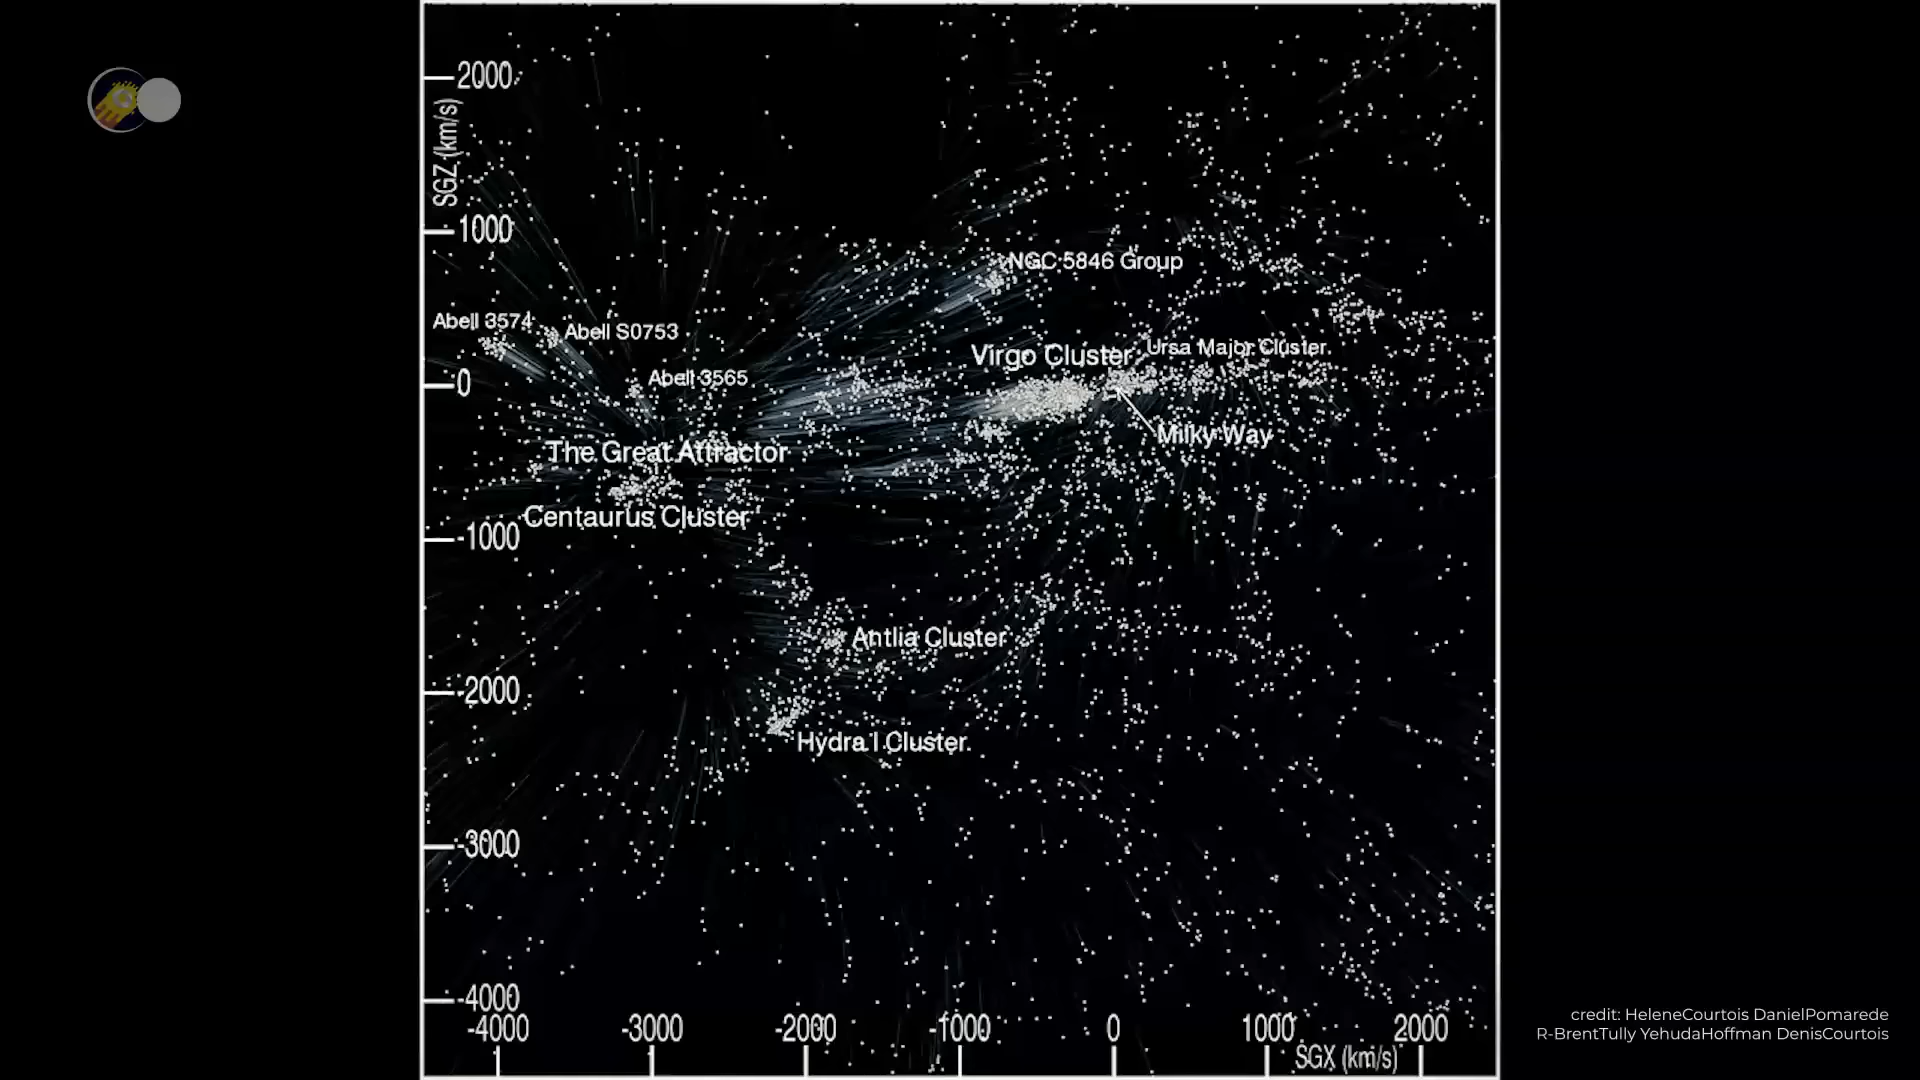 2000
SGZ (km/s)
1000
NGC 5846 Group
Abell 3574
Abell S0753
Virgo Cluster
Ursa Major Cluster
0
Abell 3565
Milky Way
The Great Attractor
Centaurus Cluster
-1000
Antlia Cluster
-2000
Hydra I Cluster
-3000
-4000
-4000 -3000 -2000 -1000 0 1000 2000
SGX (km/s)
credit: HeleneCourtois DanielPomarede
R-BrentTully YehudaHoffman DenisCourtois